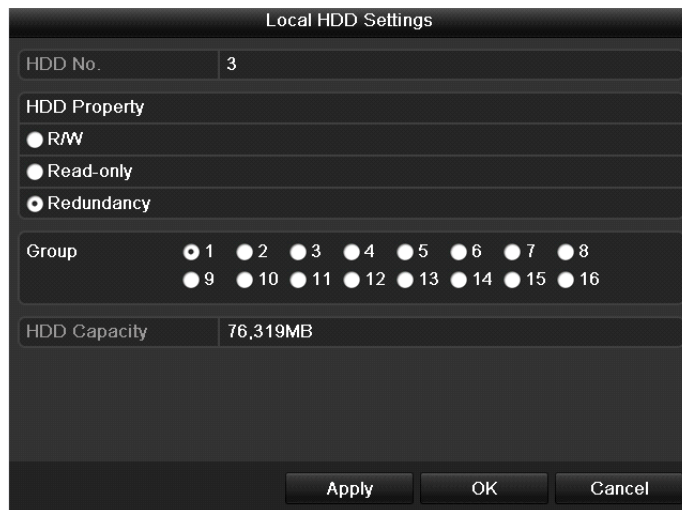 Local HDD Settings
HDD No. 3
HDD Property
R/W
Read-only
Redundancy
Group 1 2 3 4 5 6 7 8
9 10 11 12 13 14 15 16
HDD Capacity 76,319MB
Apply OK Cancel